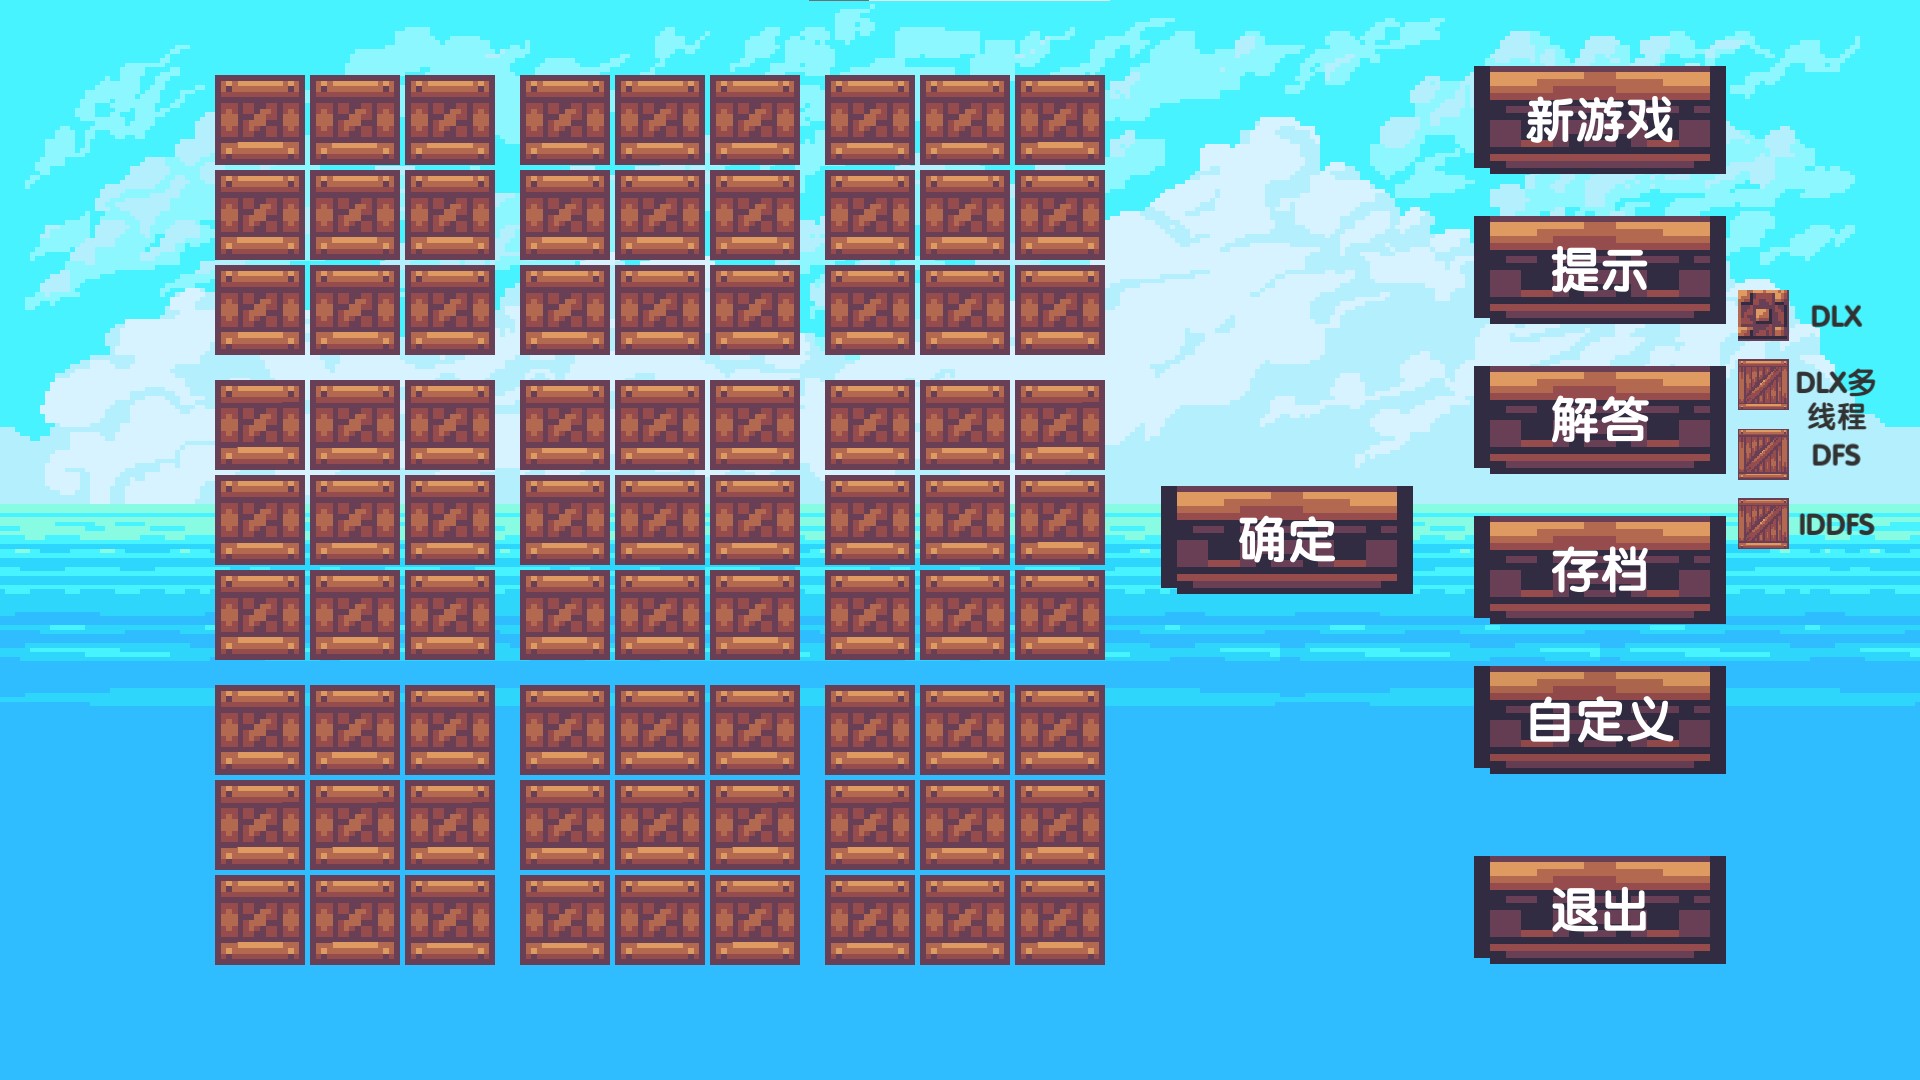 新游戏
提示
DLX
DLX多
线程
解答
DFS
IDDFS
确定
存档
自定义
退出